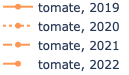 tomate, 2019
tomate, 2020
tomate, 2021
tomate, 2022